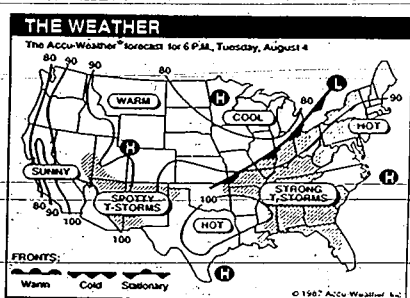 THE WEATHER
The Accu-Weather® forecast for 6 P.M., Tuesday, August 4
80 90 90 80
WARM
H
COOL
80
L
90
HOT
H
SUNNY
H
SPOTTY
T-STORMS
100
STRONG
T-STORMS
80 90 100
100
HOT
H
FRONTS:
Warm Cold Stationary
© 1987 Accu-Weather, Inc.